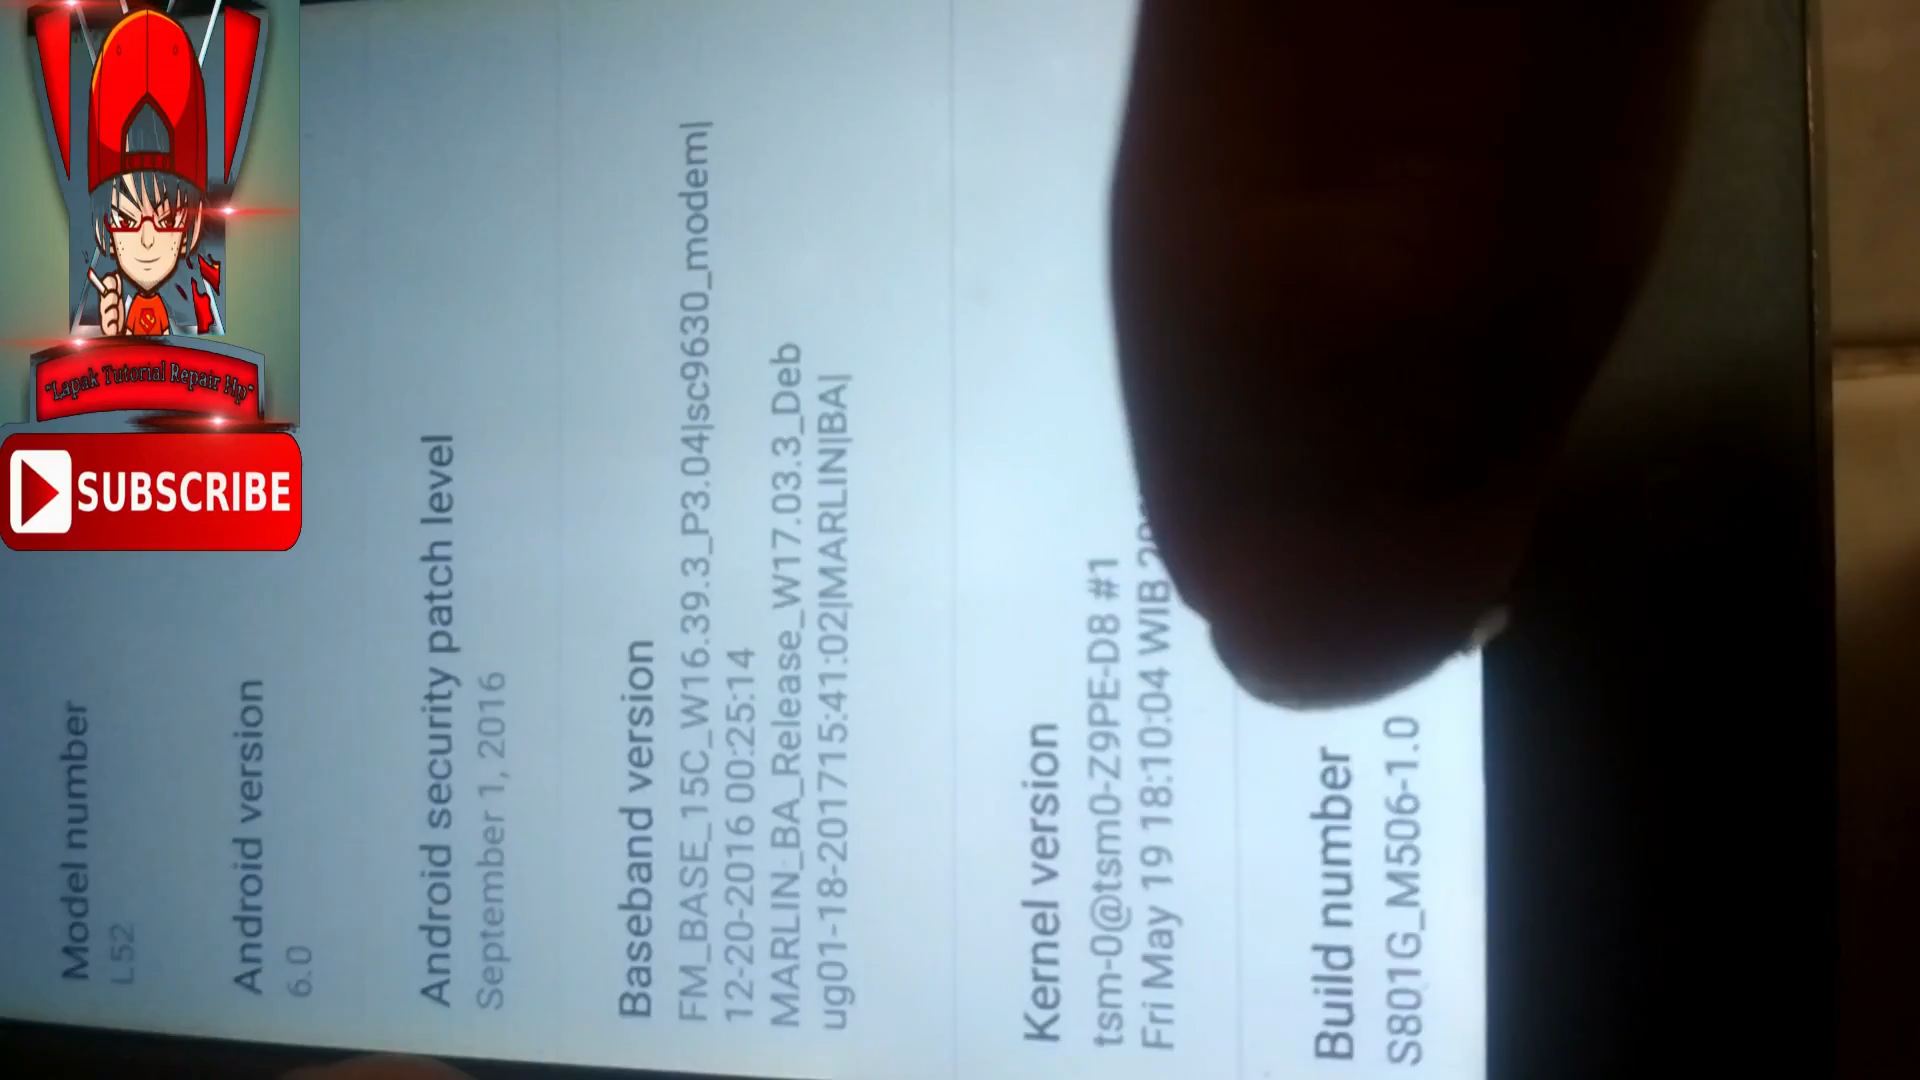 "Lapak Tutorial Repair Hp"
SUBSCRIBE
Model number
L52
Android version
6.0
Android security patch level
September 1, 2016
Baseband version
FM_BASE_15C_W16.39.3_P3.04|sc9630_modem|
12-20-2016 00:25:14
MARLIN_BA_Release_W17.03.3_Deb
ug01-18-201715:41:02|MARLIN|BA|
Kernel version
tsm-0@tsm0-Z9PE-D8 #1
Fri May 19 18:10:04 WIB
Build number
S801G_M506-1.0